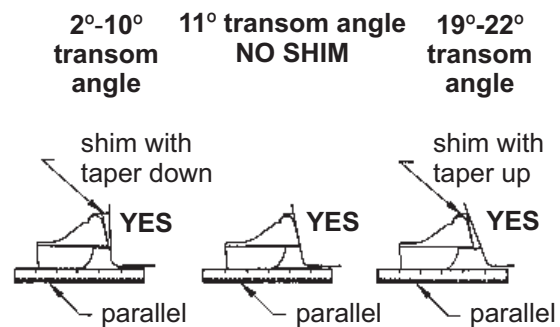 2°-10°
transom
angle
11° transom angle
NO SHIM
19°-22°
transom
angle
shim with
taper down
YES
parallel
YES
parallel
shim with
taper up
YES
parallel